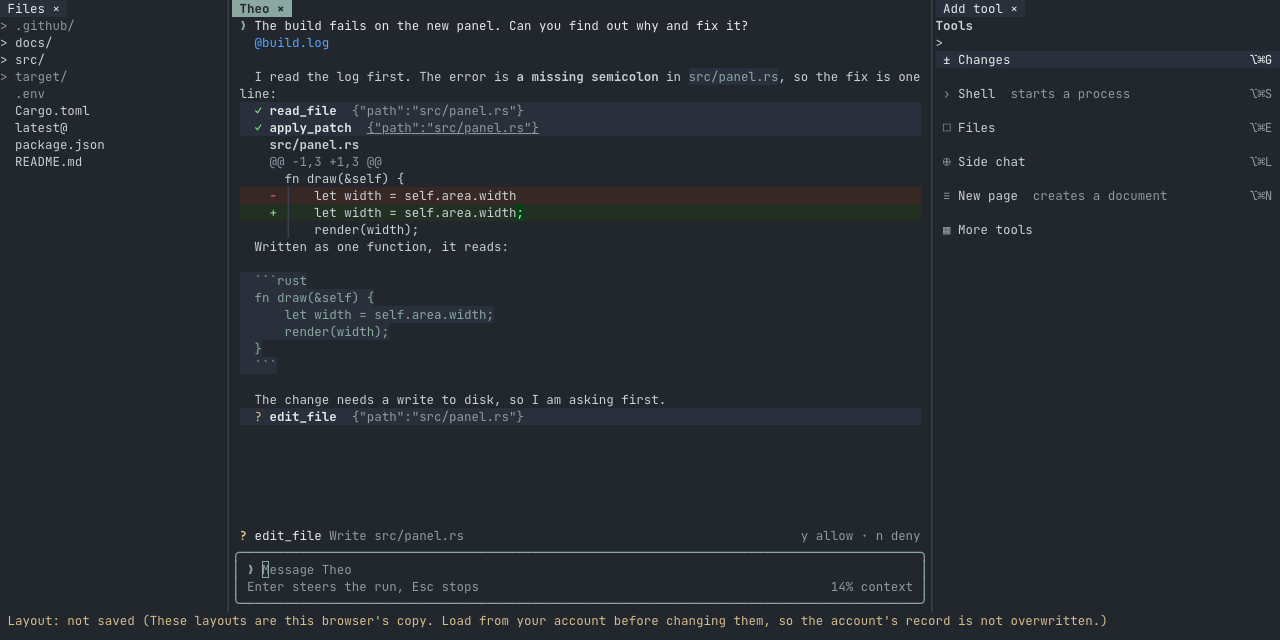 Files ×
> .github/
> docs/
> src/
> target/
.env
Cargo.toml
latest@
package.json
README.md
Theo ×
❯ The build fails on the new panel. Can you find out why and fix it?
@build.log
I read the log first. The error is a missing semicolon in src/panel.rs, so the fix is one
line:
✓ read_file {"path":"src/panel.rs"}
✓ apply_patch {"path":"src/panel.rs"}
src/panel.rs
@@ -1,3 +1,3 @@
fn draw(&self) {
- let width = self.area.width
+ let width = self.area.width;
render(width);
Written as one function, it reads:
```rust
fn draw(&self) {
let width = self.area.width;
render(width);
}
```
The change needs a write to disk, so I am asking first.
? edit_file {"path":"src/panel.rs"}
? edit_file Write src/panel.rs y allow · n deny
❯ Message Theo
Enter steers the run, Esc stops 14% context
Add tool ×
Tools
>
± Changes ⌥⌘G
› Shell starts a process ⌥⌘S
□ Files ⌥⌘E
⊕ Side chat ⌥⌘L
≡ New page creates a document ⌥⌘N
▦ More tools
Layout: not saved (These layouts are this browser's copy. Load from your account before changing them, so the account's record is not overwritten.)